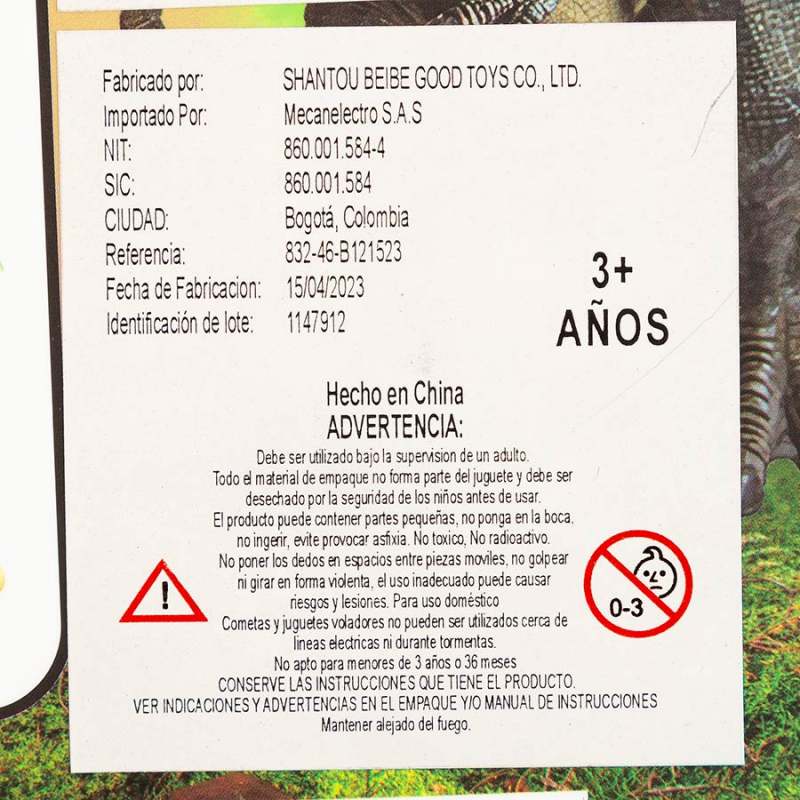 Fabricado por: SHANTOU BEIBE GOOD TOYS CO., LTD.
Importado Por: Mecanelectro S.A.S
NIT: 860.001.584-4
SIC: 860.001.584
CIUDAD: Bogotá, Colombia
Referencia: 832-46-B121523
Fecha de Fabricacion: 15/04/2023
Identificación de lote: 1147912
3+
AÑOS
Hecho en China
ADVERTENCIA:
Debe ser utilizado bajo la supervision de un adulto.
Todo el material de empaque no forma parte del juguete y debe ser
desechado por la seguridad de los niños antes de usar.
El producto puede contener partes pequeñas, no ponga en la boca,
no ingerir, evite provocar asfixia. No toxico, No radioactivo.
No poner los dedos en espacios entre piezas moviles, no golpear
ni girar en forma violenta, el uso inadecuado puede causar
riesgos y lesiones. Para uso doméstico
Cometas y juguetes voladores no pueden ser utilizados cerca de
lineas electricas ni durante tormentas.
No apto para menores de 3 años o 36 meses
CONSERVE LAS INSTRUCCIONES QUE TIENE EL PRODUCTO.
VER INDICACIONES Y ADVERTENCIAS EN EL EMPAQUE Y/O MANUAL DE INSTRUCCIONES
Mantener alejado del fuego.
!
0-3